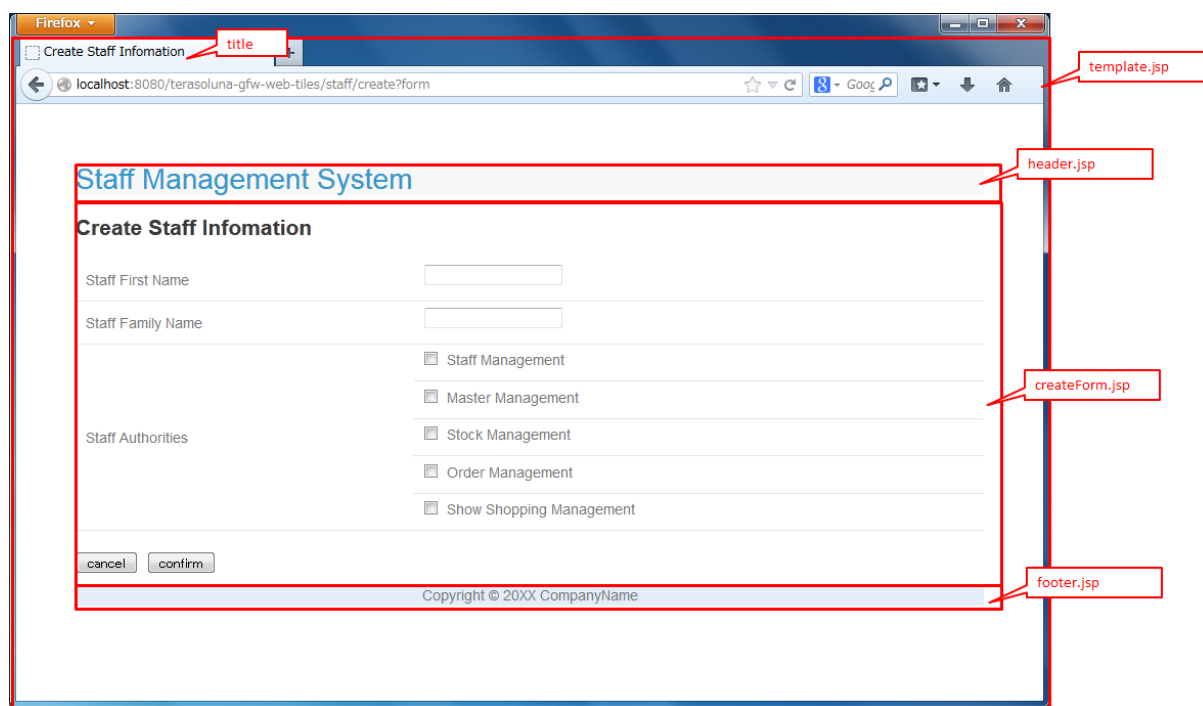 Firefox
Create Staff Infomation
title
template.jsp
localhost:8080/terasoluna-gfw-web-tiles/staff/create?form
8
Goog
header.jsp
Staff Management System
Create Staff Infomation
Staff First Name
Staff Family Name
Staff Management
createForm.jsp
Master Management
Staff Authorities
Stock Management
Order Management
Show Shopping Management
cancel
confirm
footer.jsp
Copyright © 20XX CompanyName